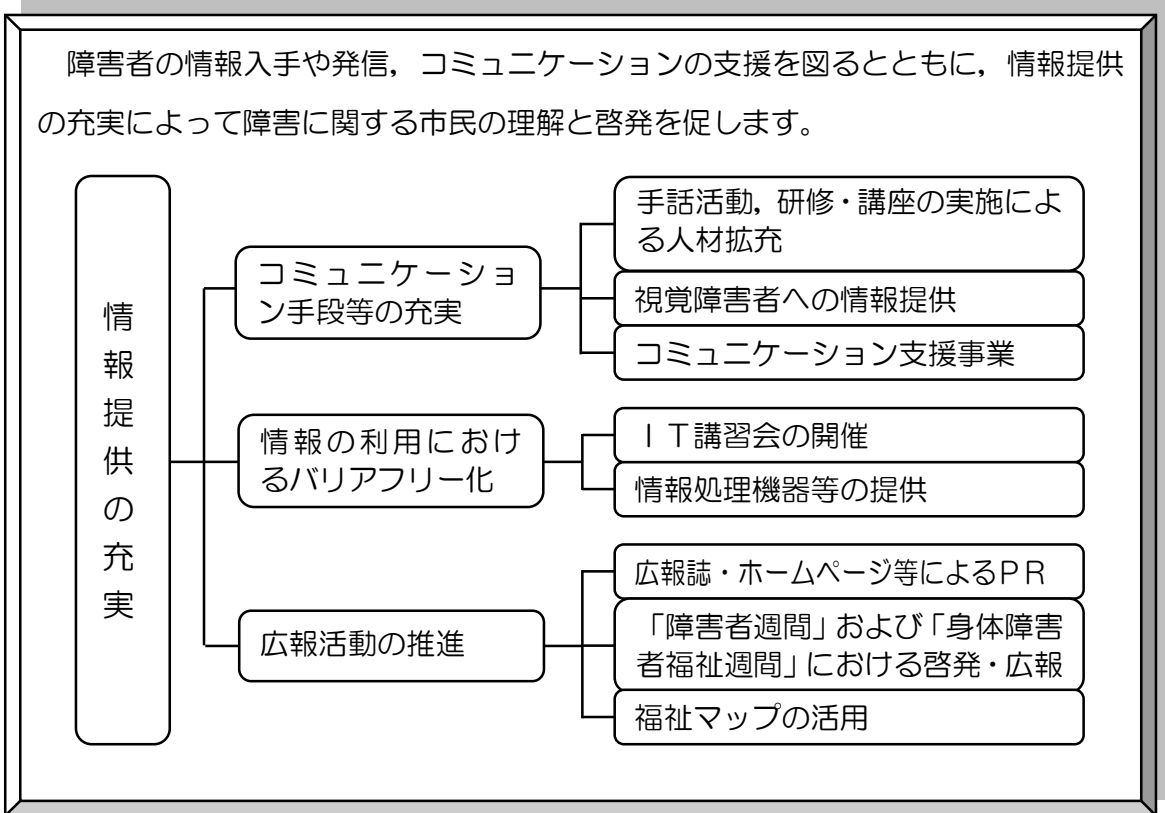 障害者の情報入手や発信，コミュニケーションの支援を図るとともに，情報提供
の充実によって障害に関する市民の理解と啓発を促します。
情報提供の充実
コミュニケーショ
ン手段等の充実
手話活動，研修・講座の実施によ
る人材拡充
視覚障害者への情報提供
コミュニケーション支援事業
情報の利用におけ
るバリアフリー化
ＩＴ講習会の開催
情報処理機器等の提供
広報活動の推進
広報誌・ホームページ等によるＰＲ
「障害者週間」および「身体障害
者福祉週間」における啓発・広報
福祉マップの活用